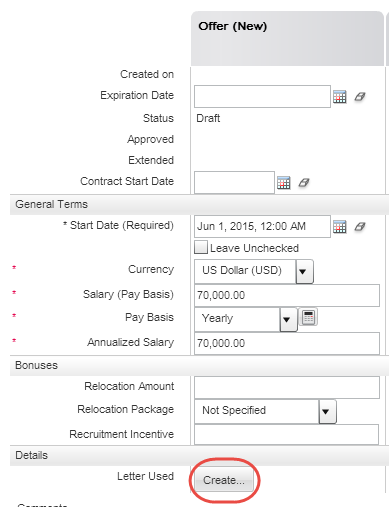 Offer (New)
Created on
Expiration Date
Status Draft
Approved
Extended
Contract Start Date
General Terms
* Start Date (Required) Jun 1, 2015, 12:00 AM
Leave Unchecked
* Currency US Dollar (USD)
* Salary (Pay Basis) 70,000.00
* Pay Basis Yearly
* Annualized Salary 70,000.00
Bonuses
Relocation Amount
Relocation Package Not Specified
Recruitment Incentive
Details
Letter Used Create...
Comments